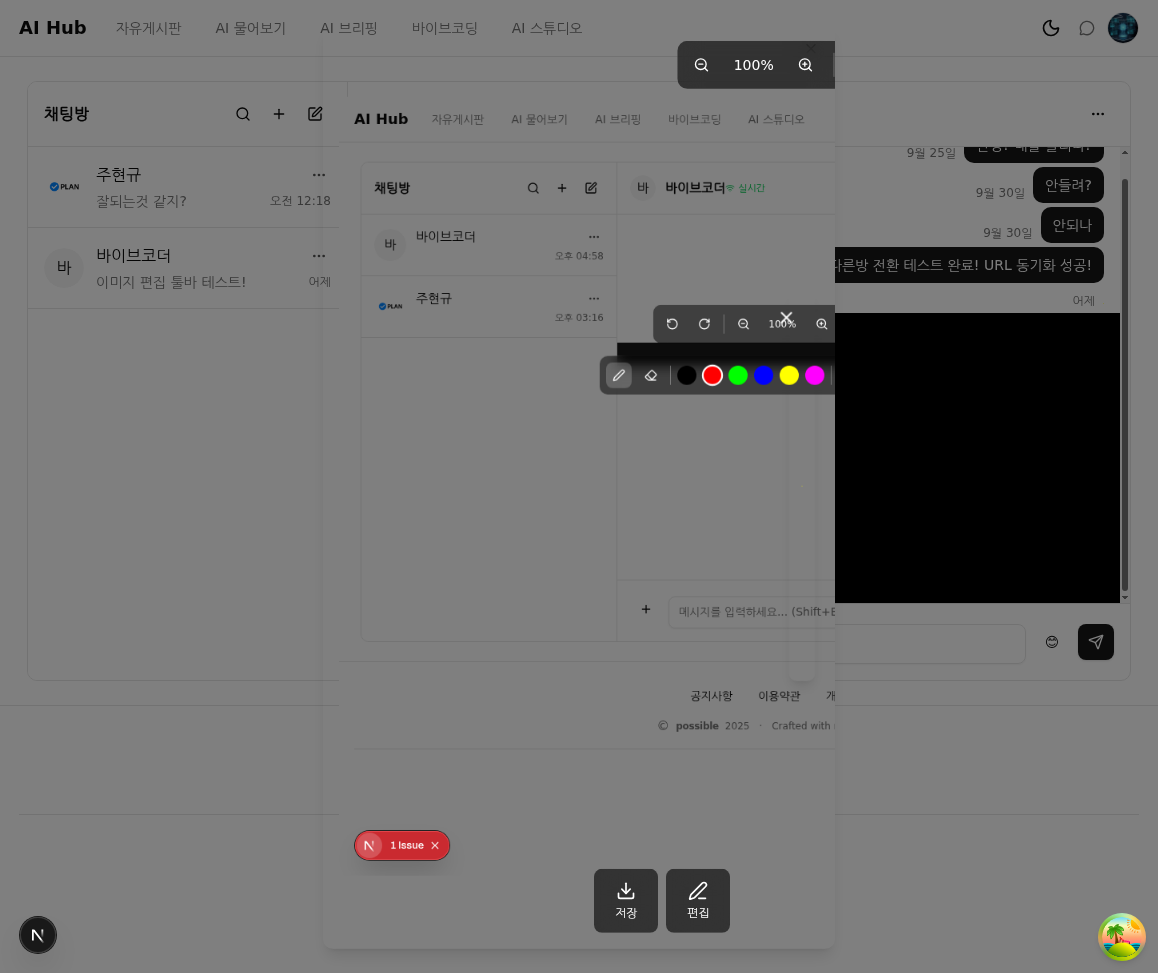 AI Hub 자유게시판 AI 물어보기 AI 브리핑 바이브코딩 AI 스튜디오
100%
채팅방
주현규
잘되는것 같지? 오전 12:18
바이브코더
이미지 편집 툴바 테스트! 어제
바
PLAN
AI Hub 자유게시판 AI 물어보기 AI 브리핑 바이브코딩 AI 스튜디오
채팅방
바 바이브코더 실시간
바 바이브코더
오후 04:58
PLAN 주현규
오후 03:16
100%
메시지를 입력하세요... (Shift+E
공지사항 이용약관 개
© possible 2025 · Crafted with
N 1 Issue
저장 편집
9월 25일
9월 30일 안들려?
9월 30일 안되나
다른방 전환 테스트 완료! URL 동기화 성공!
어제
N